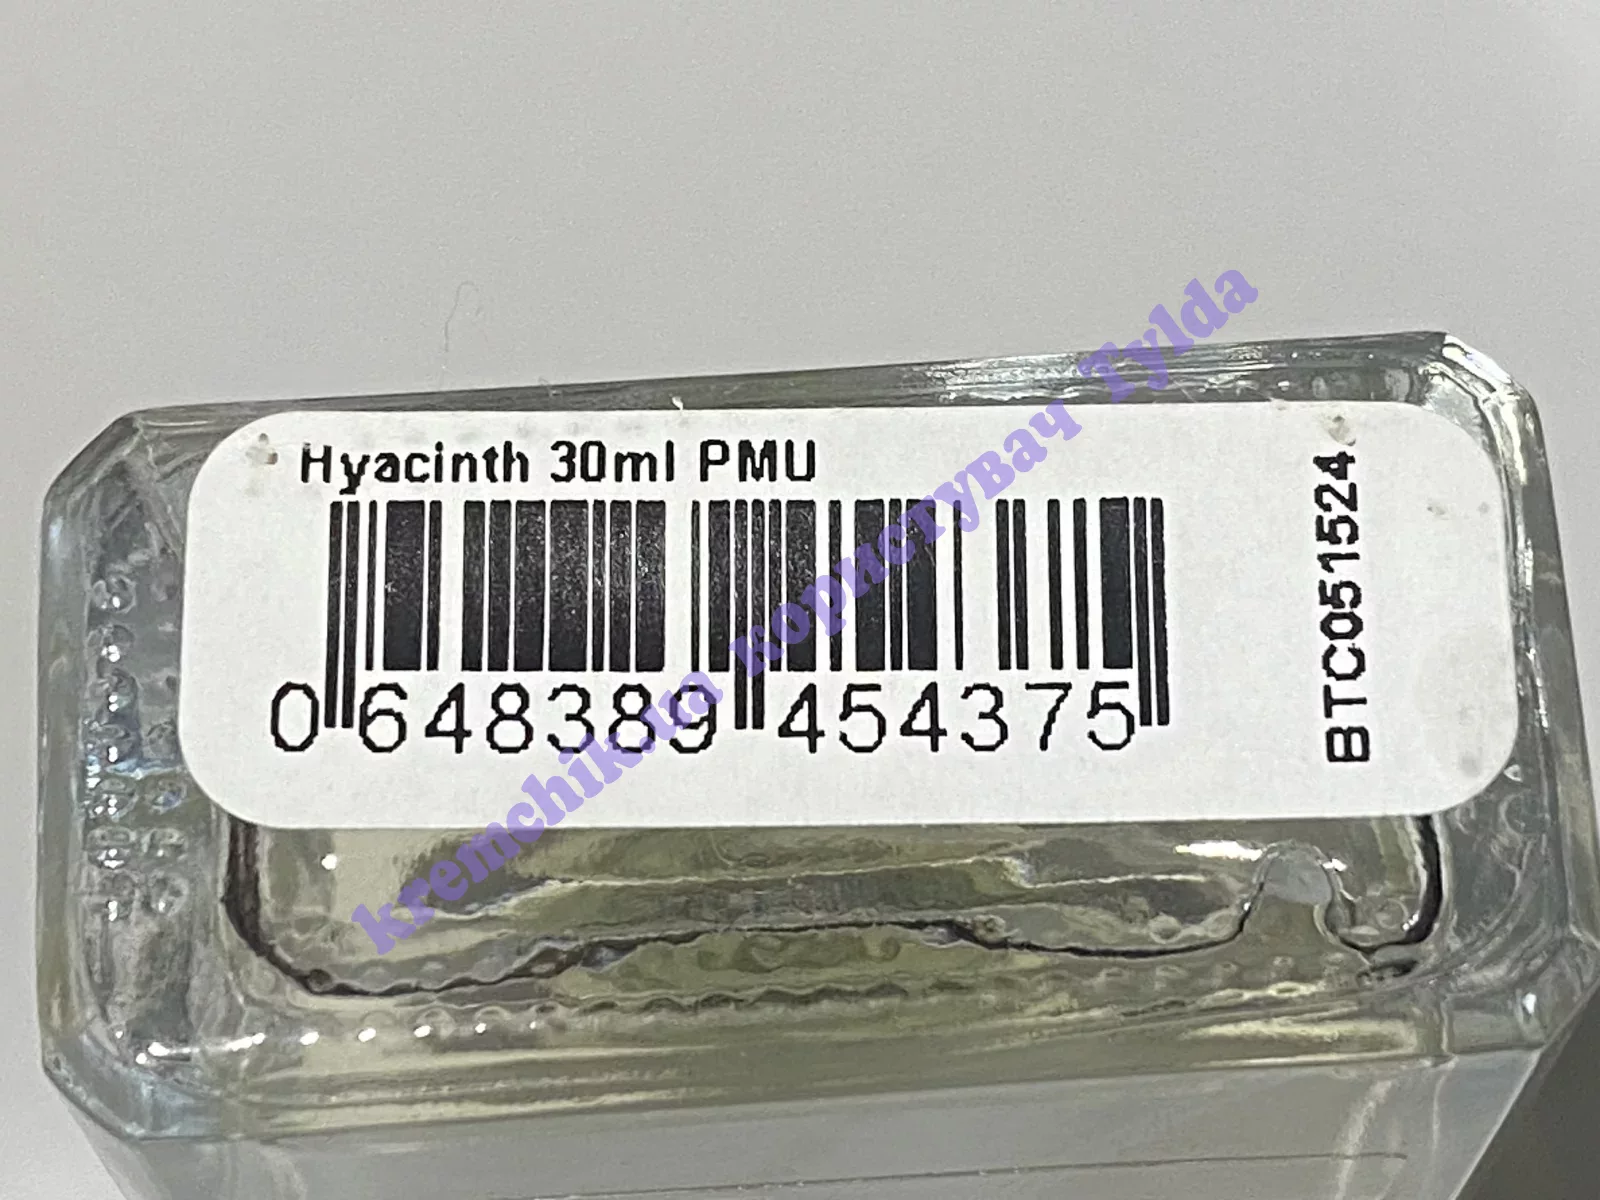 Hyacinth 30ml PMU
0 648389 454375
BTC051524
kremchik.ua користуВач Tylda